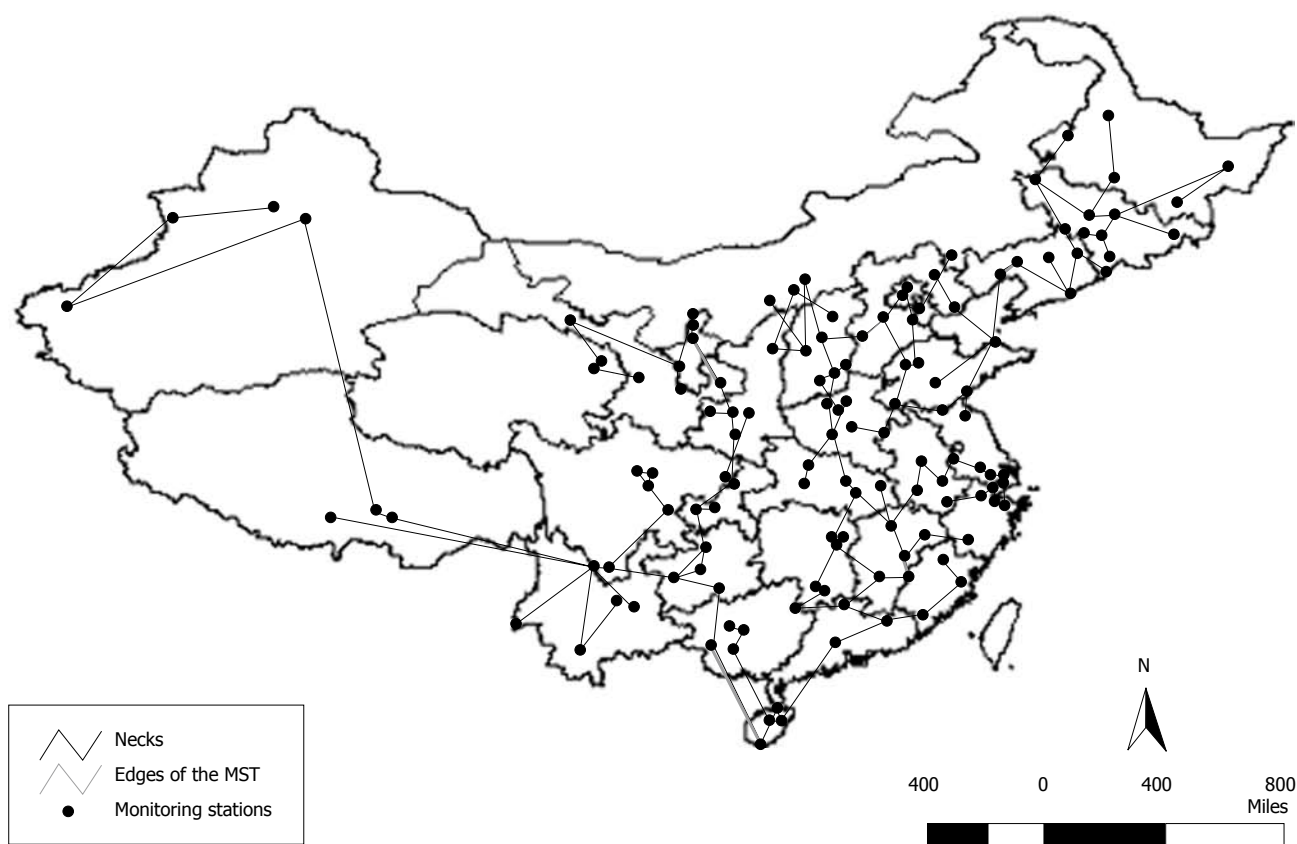 N
Necks
Edges of the MST
Monitoring stations
400 0 400 800
Miles